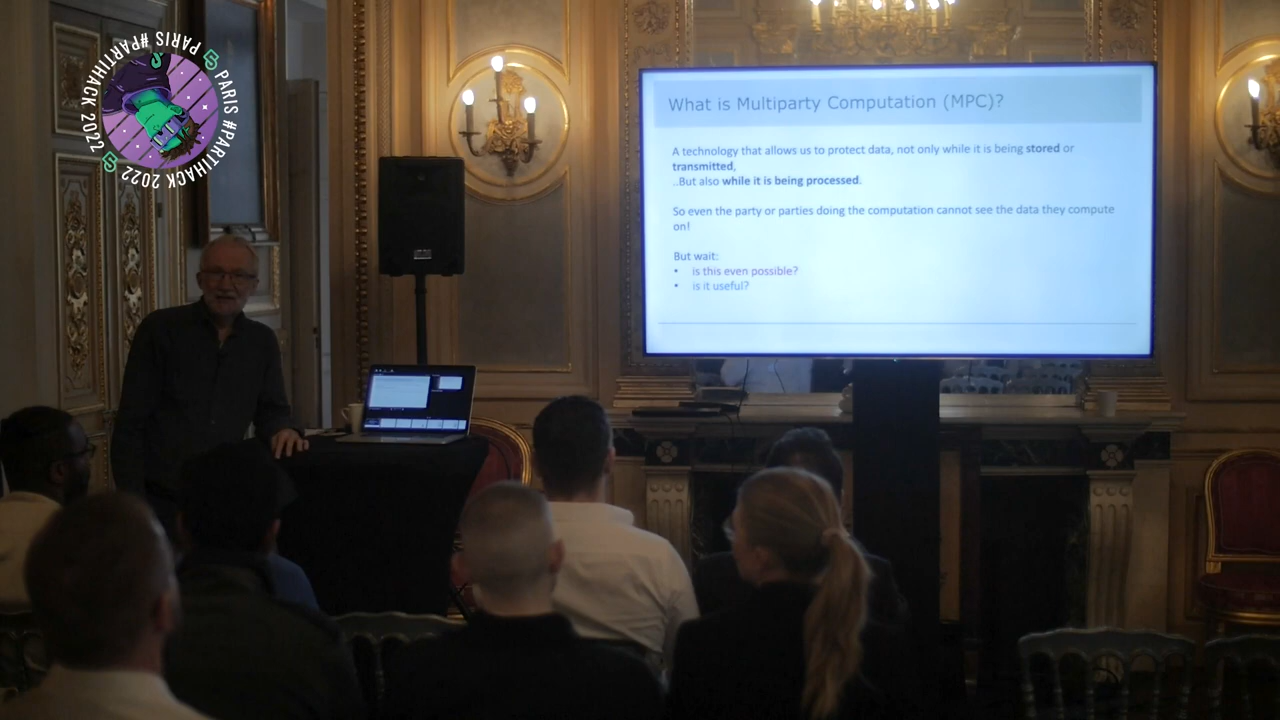 PARIS #PARTIHACK 2022
PARIS #PARTIHACK 2022
What is Multiparty Computation (MPC)?
A technology that allows us to protect data, not only while it is being stored or
transmitted,
..But also while it is being processed.
So even the party or parties doing the computation cannot see the data they compute
on!
But wait:
• is this even possible?
• is it useful?